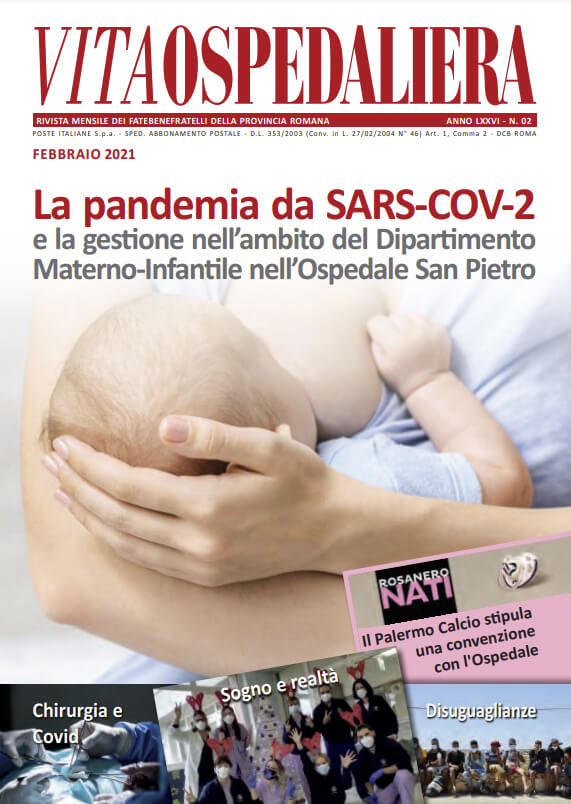 VITAOSPEDALIERA
RIVISTA MENSILE DEI FATEBENEFRATELLI DELLA PROVINCIA ROMANA ANNO LXXVI - N. 02
POSTE ITALIANE S.p.a. - SPED. ABBONAMENTO POSTALE - D.L. 353/2003 (Conv. in L. 27/02/2004 N° 46) Art. 1, Comma 2 - DCB ROMA
FEBBRAIO 2021
La pandemia da SARS-COV-2
e la gestione nell’ambito del Dipartimento
Materno-Infantile nell’Ospedale San Pietro
ROSANERO
NATI
Il Palermo Calcio stipula
una convenzione
con l'Ospedale
Sogno e realtà
Chirurgia e
Covid
Disuguaglianze